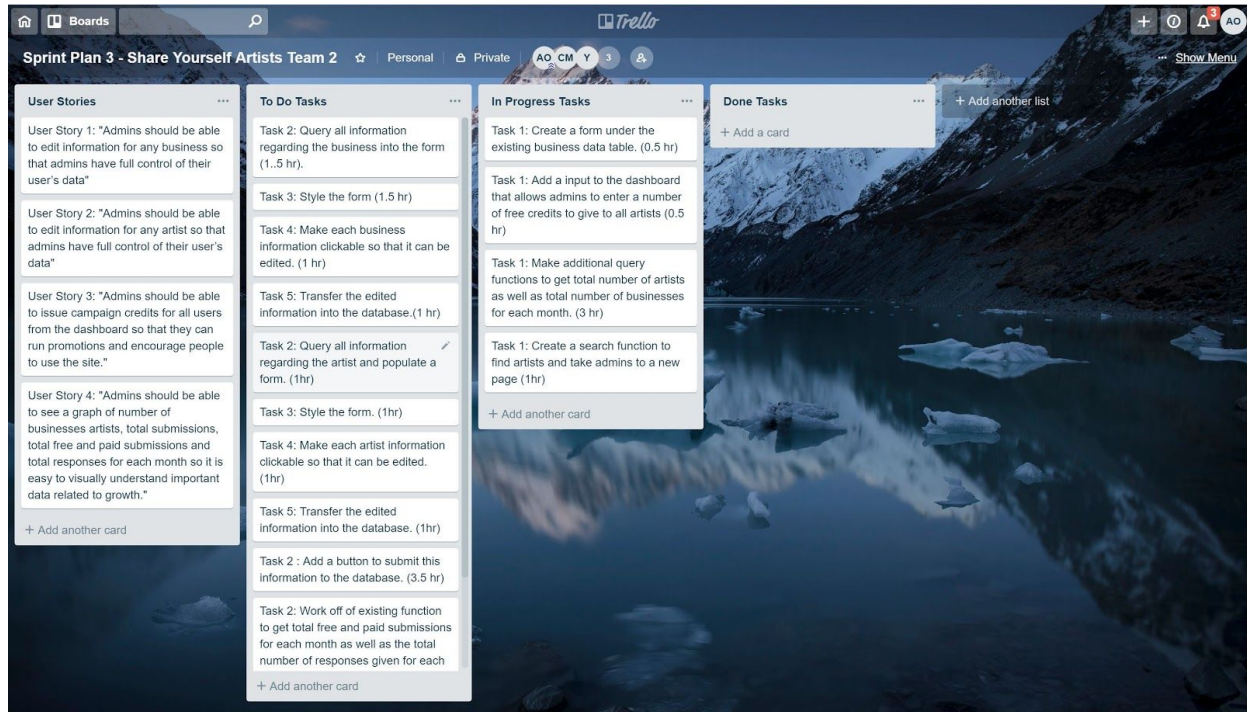 Boards
Trello
3
AO
Sprint Plan 3 - Share Yourself Artists Team 2
Personal
Private
AO CM Y 3
Show Menu
User Stories
User Story 1: "Admins should be able
to edit information for any business so
that admins have full control of their
user's data"
User Story 2: "Admins should be able
to edit information for any artist so that
admins have full control of their user's
data"
User Story 3: "Admins should be able
to issue campaign credits for all users
from the dashboard so that they can
run promotions and encourage people
to use the site."
User Story 4: "Admins should be able
to see a graph of number of
businesses artists, total submissions,
total free and paid submissions and
total responses for each month so it is
easy to visually understand important
data related to growth."
+ Add another card
To Do Tasks
Task 2: Query all information
regarding the business into the form
(1..5 hr).
Task 3: Style the form (1.5 hr)
Task 4: Make each business
information clickable so that it can be
edited. (1 hr)
Task 5: Transfer the edited
information into the database.(1 hr)
Task 2: Query all information
regarding the artist and populate a
form. (1hr)
Task 3: Style the form. (1hr)
Task 4: Make each artist information
clickable so that it can be edited.
(1hr)
Task 5: Transfer the edited
information into the database. (1hr)
Task 2 : Add a button to submit this
information to the database. (3.5 hr)
Task 2: Work off of existing function
to get total free and paid submissions
for each month as well as the total
number of responses given for each
+ Add another card
In Progress Tasks
Task 1: Create a form under the
existing business data table. (0.5 hr)
Task 1: Add a input to the dashboard
that allows admins to enter a number
of free credits to give to all artists (0.5
hr)
Task 1: Make additional query
functions to get total number of artists
as well as total number of businesses
for each month. (3 hr)
Task 1: Create a search function to
find artists and take admins to a new
page (1hr)
+ Add another card
Done Tasks
+ Add a card
+ Add another list